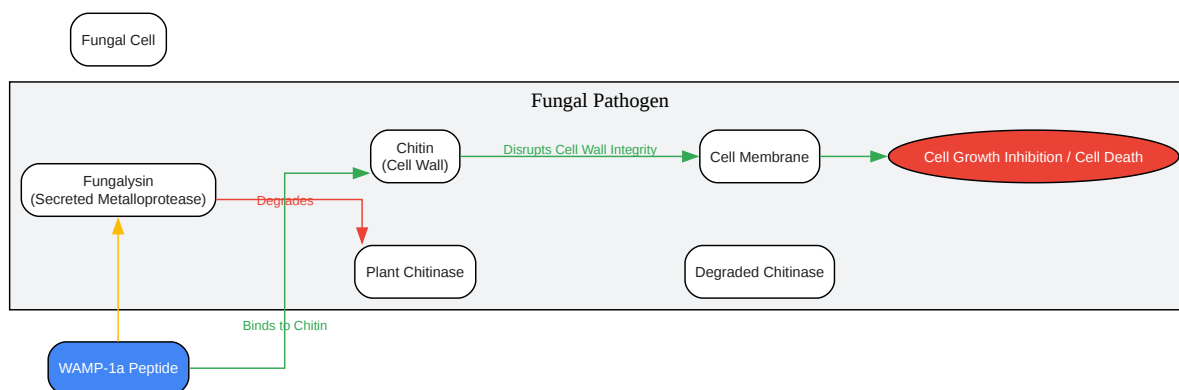 Fungal Cell
Fungal Pathogen
Chitin
(Cell Wall)
Disrupts Cell Wall Integrity
Cell Membrane
Cell Growth Inhibition / Cell Death
Fungalysin
(Secreted Metalloprotease)
Degrades
Plant Chitinase
Degraded Chitinase
Binds to Chitin
WAMP-1a Peptide